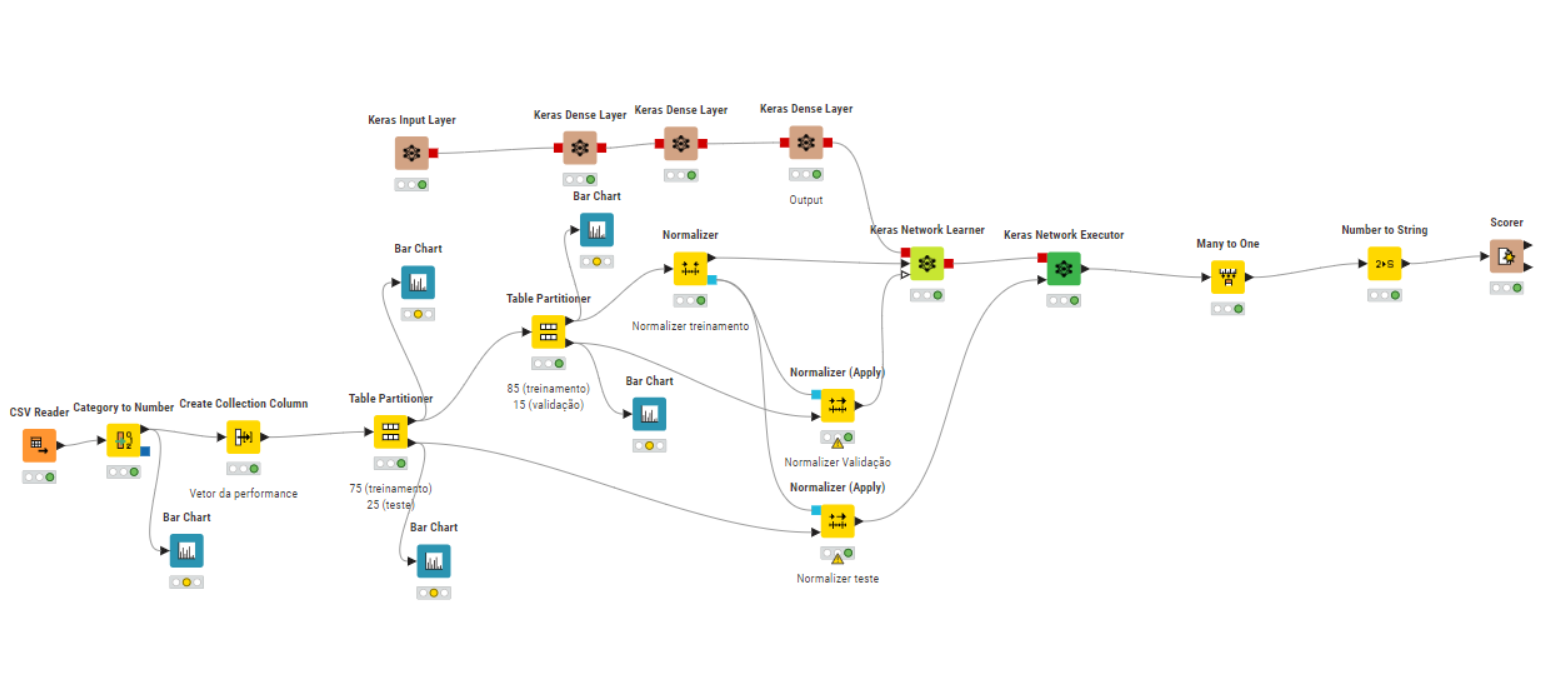 Keras Input Layer
Keras Dense Layer
Keras Dense Layer
Keras Dense Layer
Output
Bar Chart
Bar Chart
Normalizer
Normalizer treinamento
Keras Network Learner
Keras Network Executor
Many to One
Number to String
2▸S
Scorer
Table Partitioner
85 (treinamento)
15 (validação)
Bar Chart
Normalizer (Apply)
Normalizer Validação
CSV Reader
Category to Number
Create Collection Column
Vetor da performance
Table Partitioner
75 (treinamento)
25 (teste)
Bar Chart
Bar Chart
Normalizer (Apply)
Normalizer teste